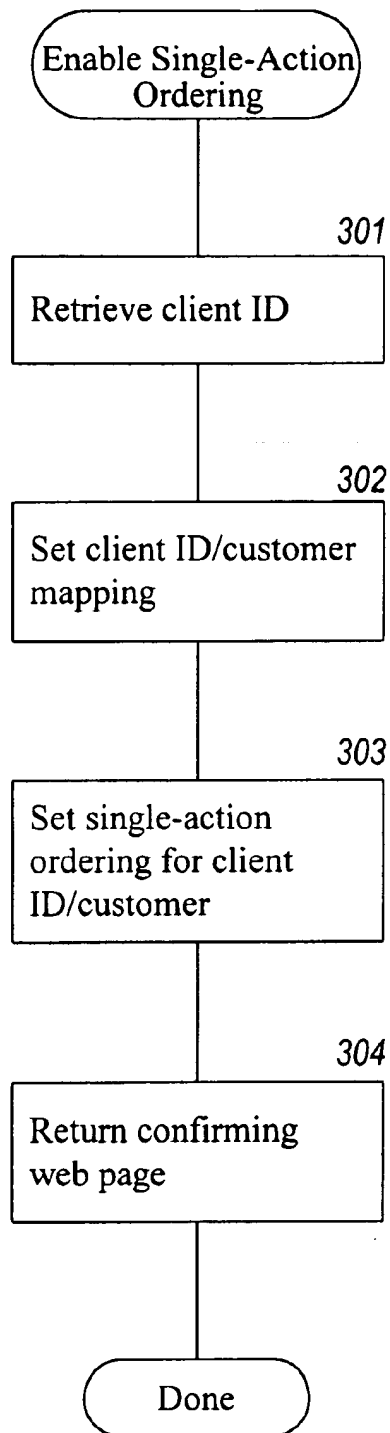 Enable Single-Action
Ordering
301
Retrieve client ID
302
Set client ID/customer
mapping
303
Set single-action
ordering for client
ID/customer
304
Return confirming
web page
Done